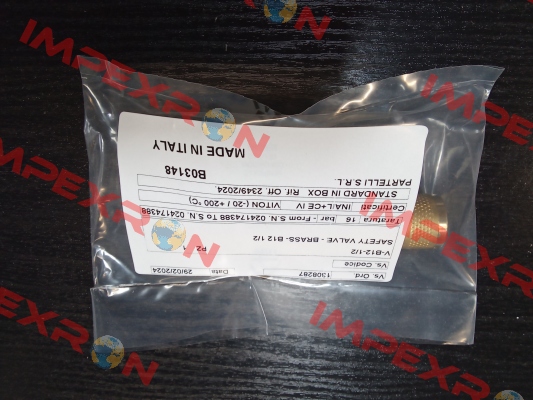 Vs. Ord 1308287 Data 29/02/2024
Vs. Codice
V-B12-1/2 PZ. 1
SAFETY VALVE - BRASS- B12 1/2
Taratura 16 bar - From S.N. 024174388 To S.N. 024174388
Certificati INAIL+CE IV VITON (-20 / +200 °C)
STANDARD IN BOX Rif. Off. 2349/2024
PARTELLI S.R.L.
B03148
MADE IN ITALY
IMPEXRON
IMPEXRON
IMPEXRON
IMPEXRON
IMPEXRON